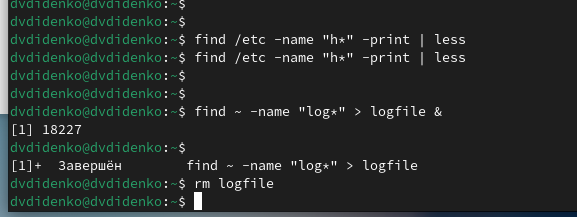 dvdidenko@dvdidenko:~$
dvdidenko@dvdidenko:~$
dvdidenko@dvdidenko:~$ find /etc -name "h*" -print | less
dvdidenko@dvdidenko:~$ find /etc -name "h*" -print | less
dvdidenko@dvdidenko:~$
dvdidenko@dvdidenko:~$
dvdidenko@dvdidenko:~$ find ~ -name "log*" > logfile &
[1] 18227
dvdidenko@dvdidenko:~$
[1]+  Завершён        find ~ -name "log*" > logfile
dvdidenko@dvdidenko:~$ rm logfile
dvdidenko@dvdidenko:~$